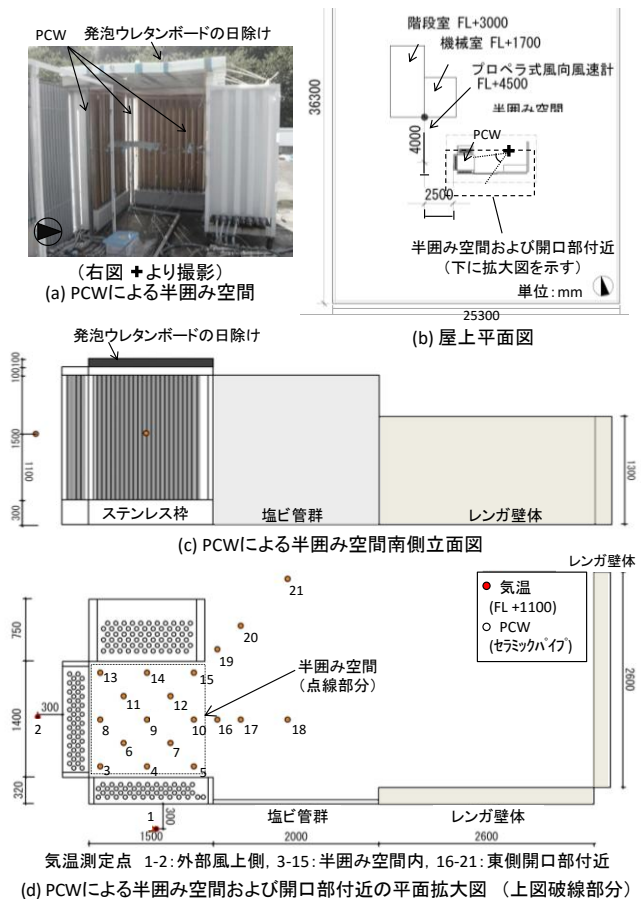 PCW
発泡ウレタンボードの日除け
（右図 ✚より撮影）
(a) PCWによる半囲み空間
階段室 FL+3000
機械室 FL+1700
プロペラ式風向風速計
FL+4500
半囲み空間
PCW
36300
4000
2500
半囲み空間および開口部付近
（下に拡大図を示す）
単位：mm
25300
(b) 屋上平面図
発泡ウレタンボードの日除け
100
100
1500
1100
300
1300
ステンレス枠
塩ビ管群
レンガ壁体
(c) PCWによる半囲み空間南側立面図
レンガ壁体
気温
(FL +1100)
PCW
(セラミックパイプ)
半囲み空間
（点線部分）
21
20
19
13 14 15
11 12
8 9 10 16 17 18
6 7
3 4 5
2
1
750
1400
320
300
300
2600
塩ビ管群
レンガ壁体
1500
2000
2600
気温測定点 1-2：外部風上側, 3-15：半囲み空間内, 16-21：東側開口部付近
(d) PCWによる半囲み空間および開口部付近の平面拡大図 （上図破線部分）